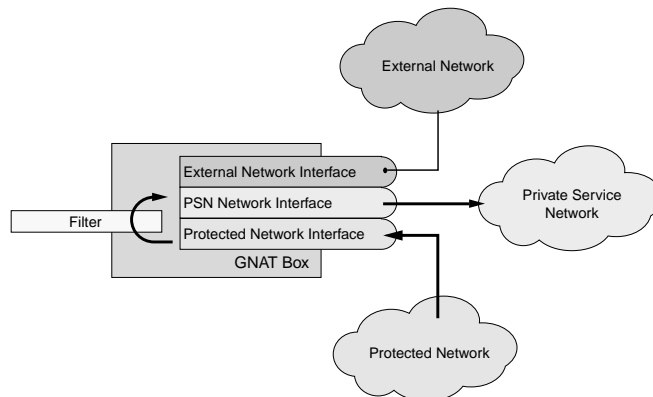 External Network
External Network Interface
PSN Network Interface
Private Service
Network
Filter
Protected Network Interface
GNAT Box
Protected Network